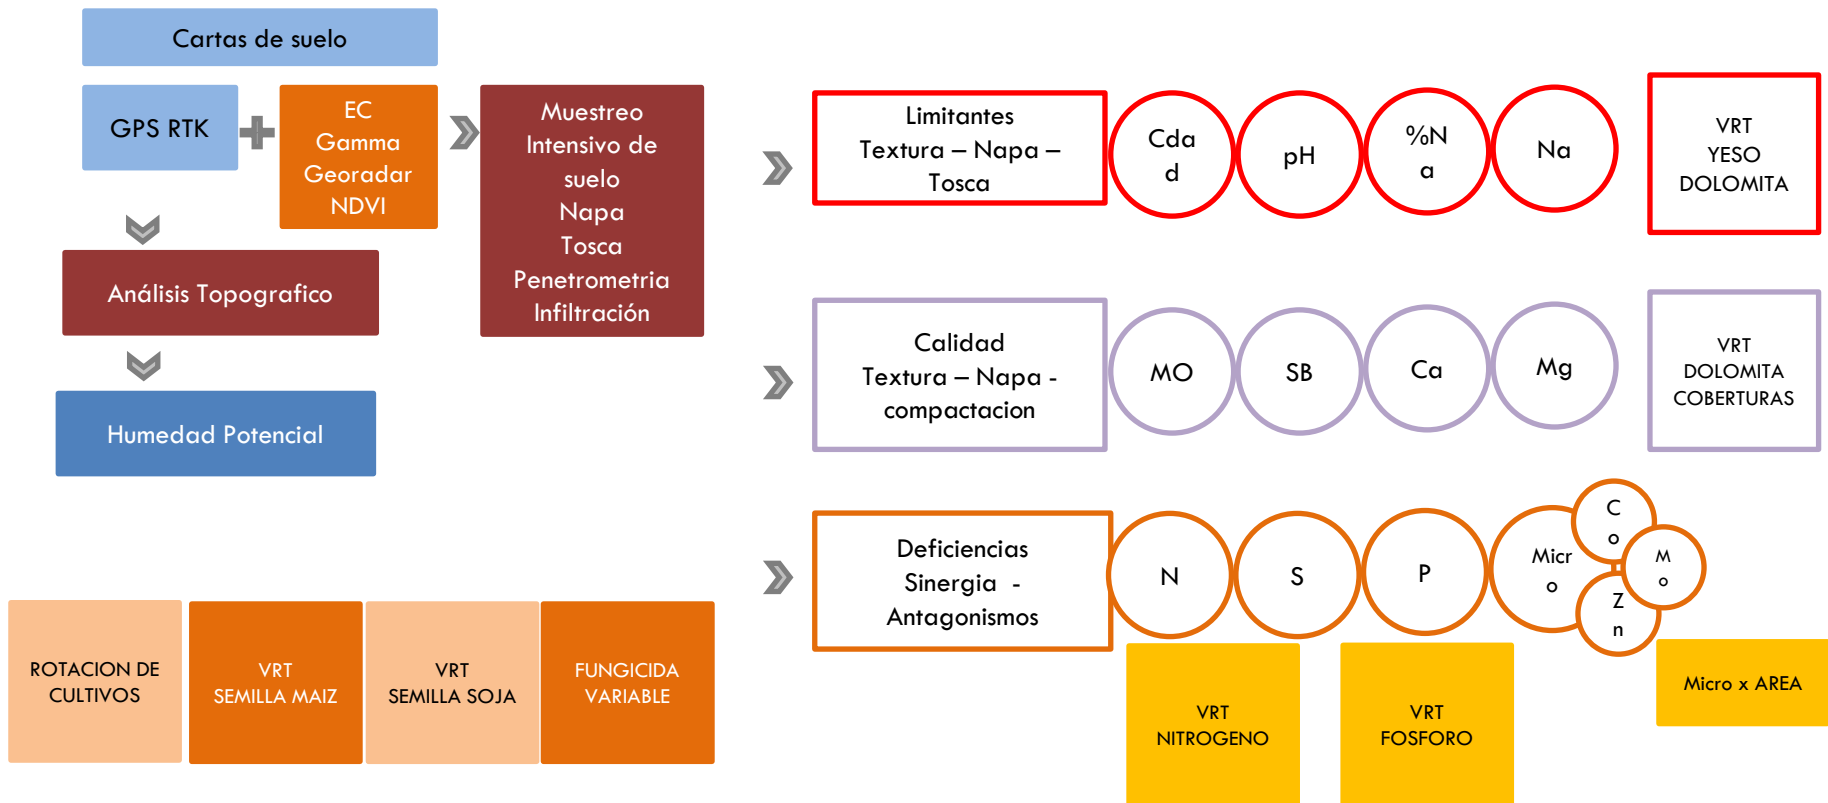 Cartas de suelo
GPS RTK
EC
Gamma
Georadar
NDVI
Muestreo
Intensivo de
suelo
Napa
Tosca
Penetrometria
Infiltración
Análisis Topografico
Humedad Potencial
Limitantes
Textura – Napa –
Tosca
Cda
d
pH
%N
a
Na
VRT
YESO
DOLOMITA
Calidad
Textura – Napa -
compactacion
MO
SB
Ca
Mg
VRT
DOLOMITA
COBERTURAS
Deficiencias
Sinergia -
Antagonismos
N
S
P
Micr
o
C
o
M
o
Z
n
ROTACION DE
CULTIVOS
VRT
SEMILLA MAIZ
VRT
SEMILLA SOJA
FUNGICIDA
VARIABLE
VRT
NITROGENO
VRT
FOSFORO
Micro x AREA